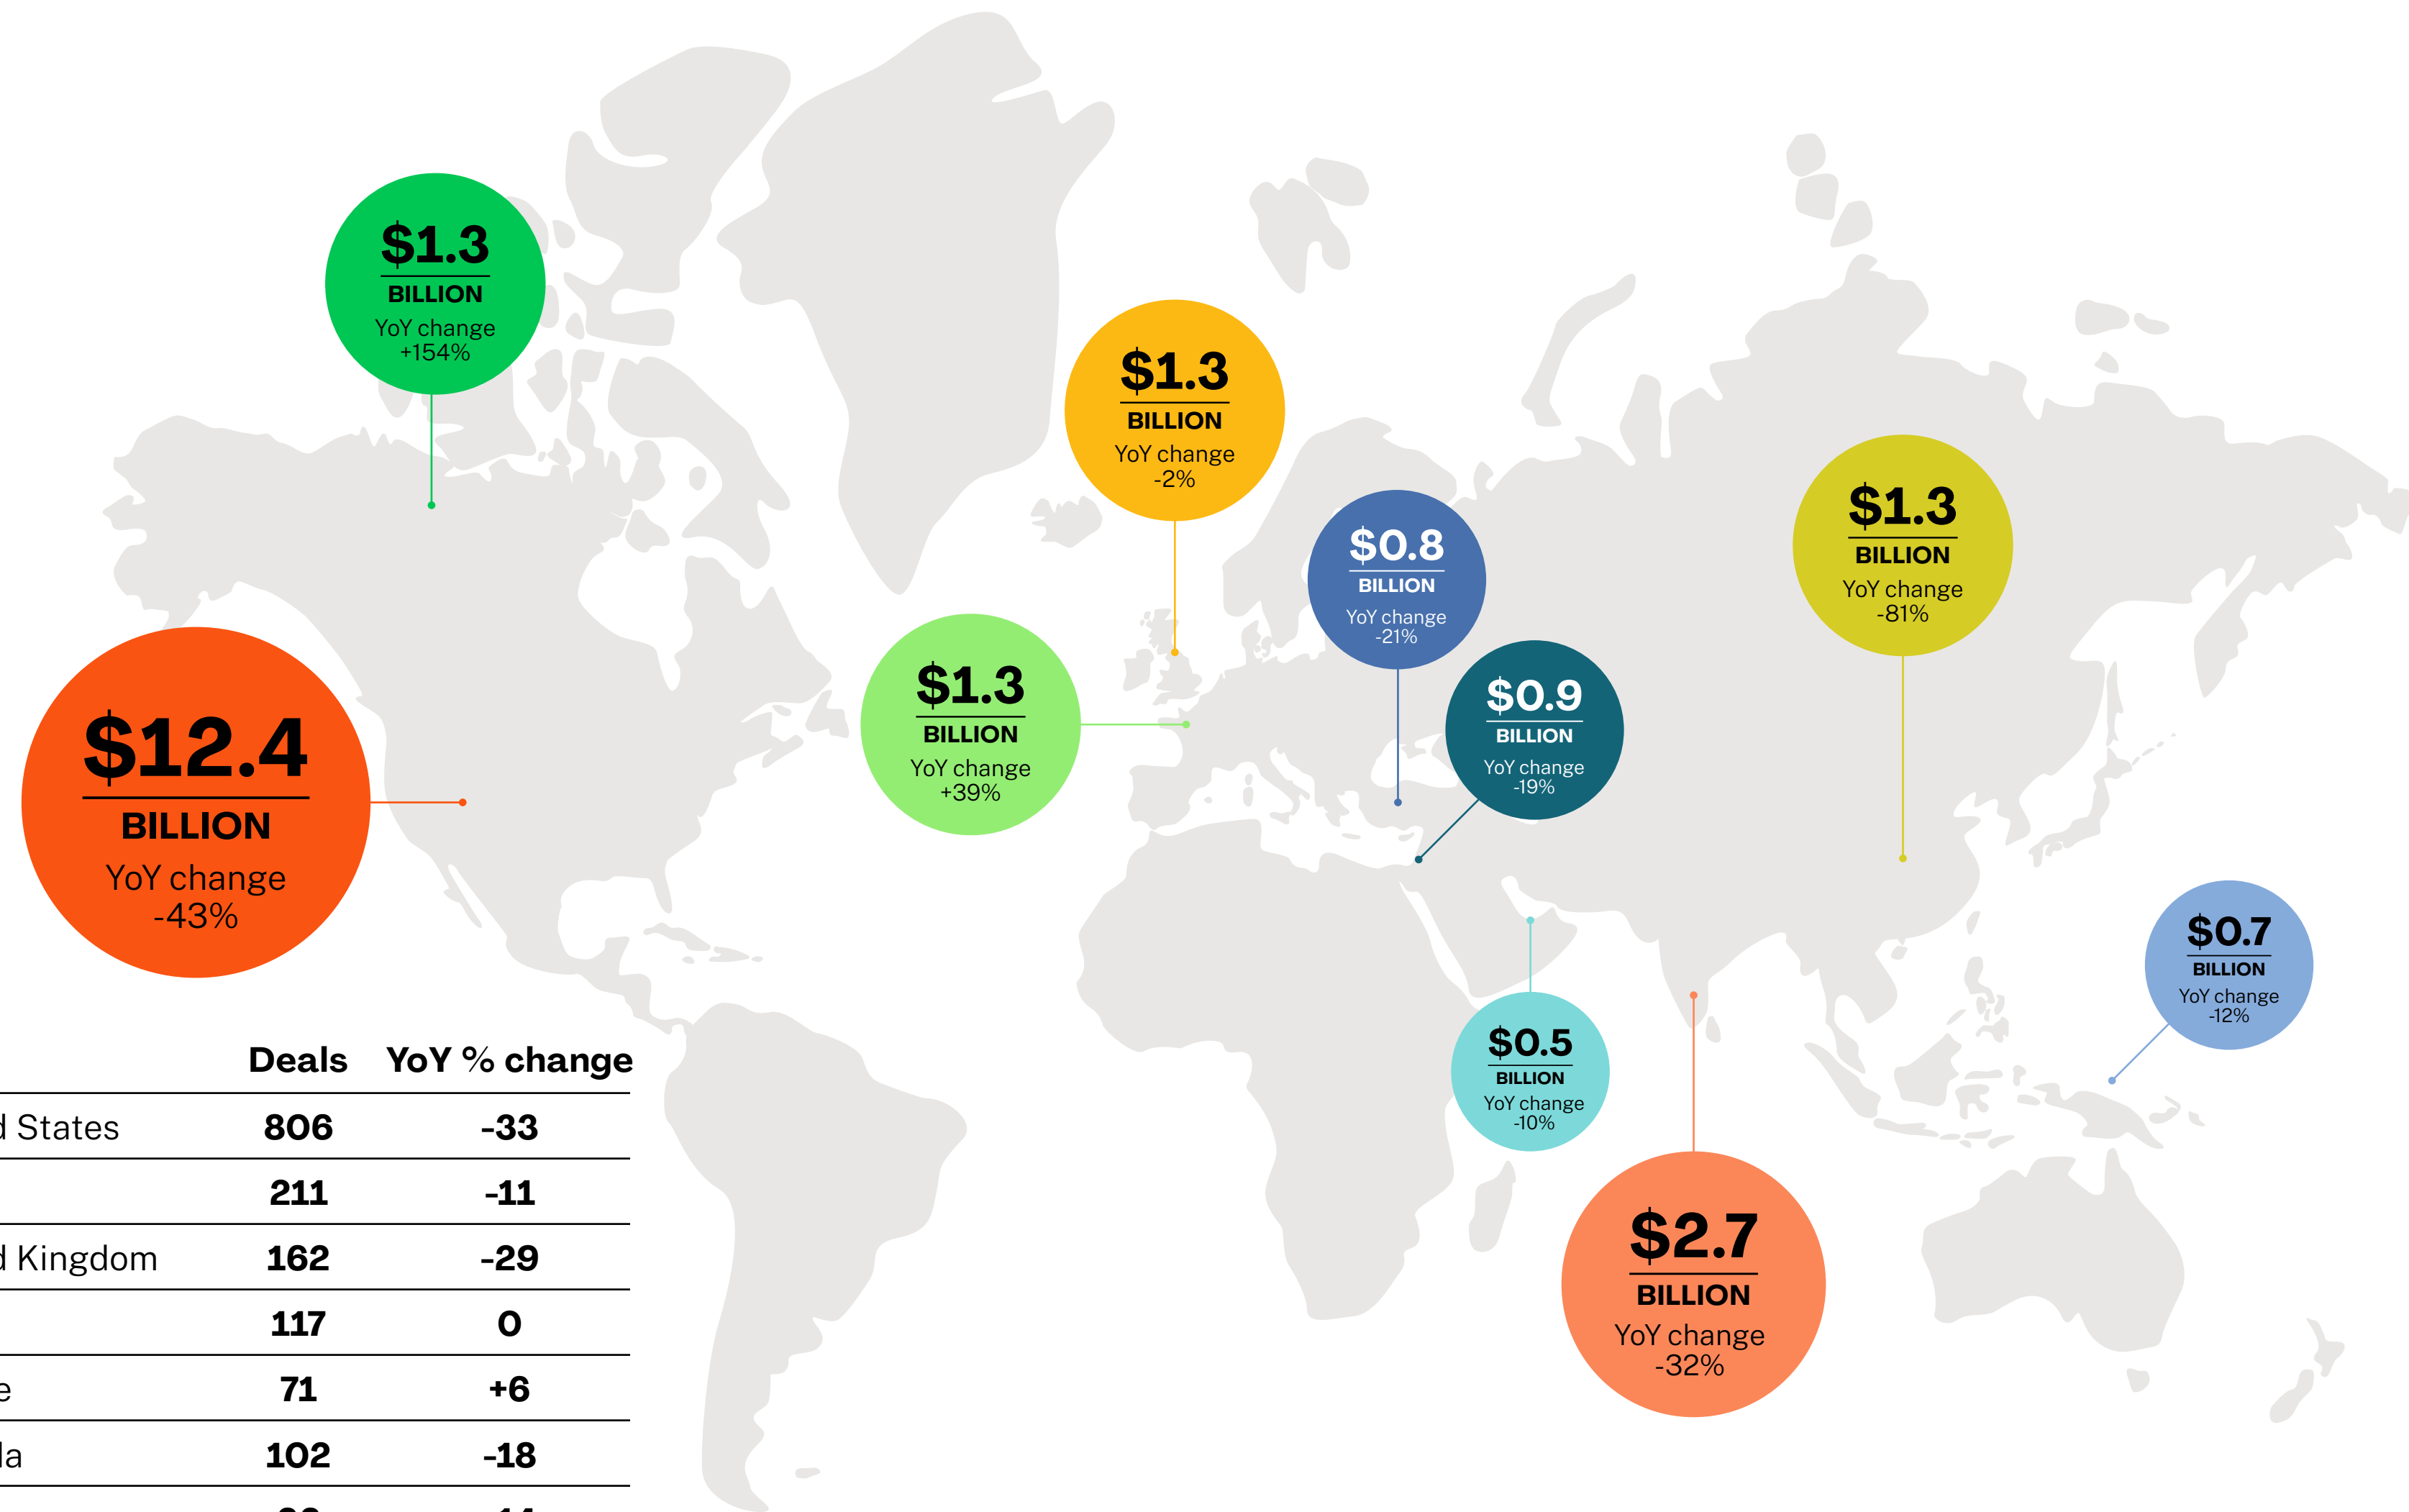 $1.3
BILLION
YoY change
+154%
$1.3
BILLION
YoY change
-2%
$1.3
BILLION
YoY change
-81%
$0.8
BILLION
YoY change
-21%
$1.3
BILLION
YoY change
+39%
$0.9
BILLION
YoY change
-19%
$12.4
BILLION
YoY change
-43%
$0.7
BILLION
YoY change
-12%
$0.5
BILLION
YoY change
-10%
$2.7
BILLION
YoY change
-32%
Deals YoY % change
d States 806 -33
211 -11
d Kingdom 162 -29
117 0
e 71 +6
la 102 -18